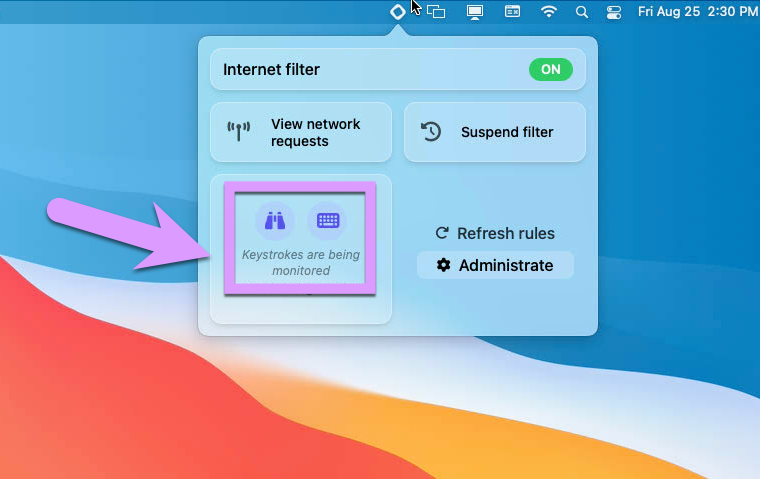 Fri Aug 25 2:30 PM
Internet filter
ON
View network
requests
Suspend filter
Keystrokes are being
monitored
Refresh rules
Administrate